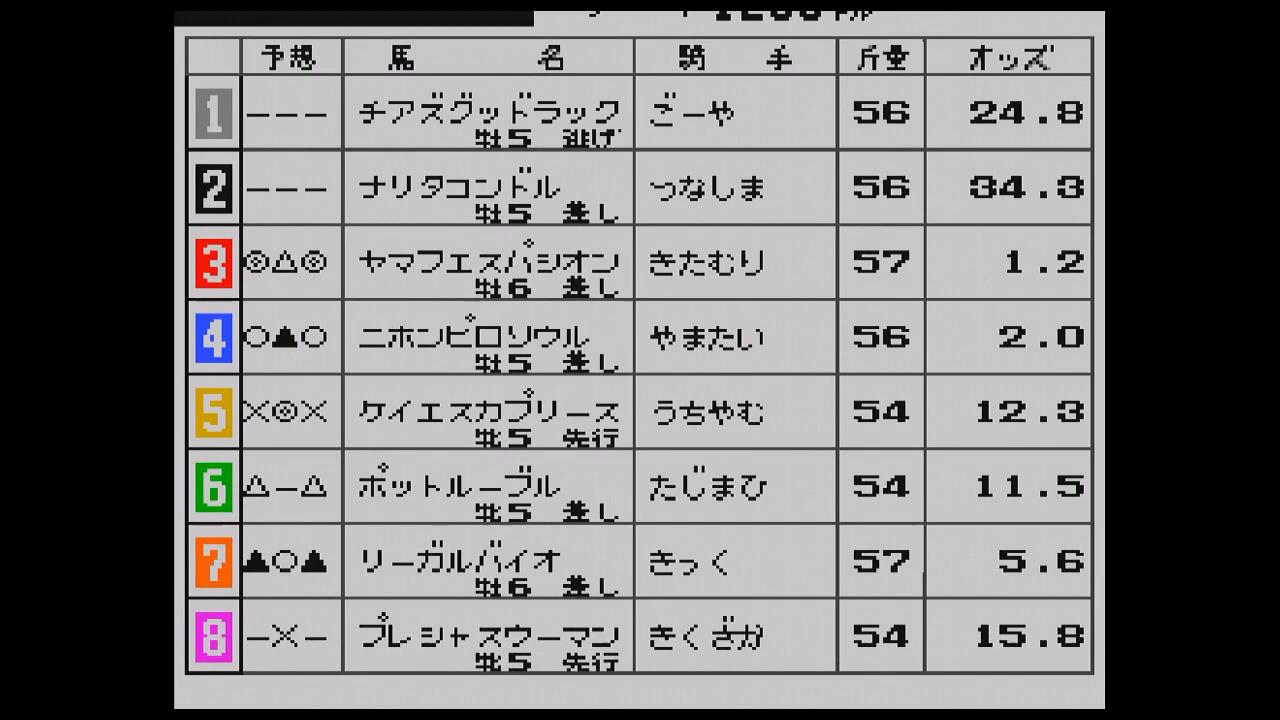 予想 馬名 騎手 斤量 オッズ
1 --- チアズグッドラック ごーや 56 24.8
牡5 逃げ
2 --- ナリタコンドル つなしま 56 34.3
牡5 差し
3 ◎△◎ ヤマフエスパシオン きたむり 57 1.2
牡6 差し
4 ○▲○ ニホンピロソウル やまたい 56 2.0
牡5 差し
5 ×◎× ケイエスカプリース うちやむ 54 12.3
牝5 先行
6 △-△ ポットルーブル たじまひ 54 11.5
牝5 差し
7 ▲○▲ リーガルバイオ きっく 57 5.6
牡6 差し
8 -×- プレシャスウーマン きくざか 54 15.8
牝5 先行